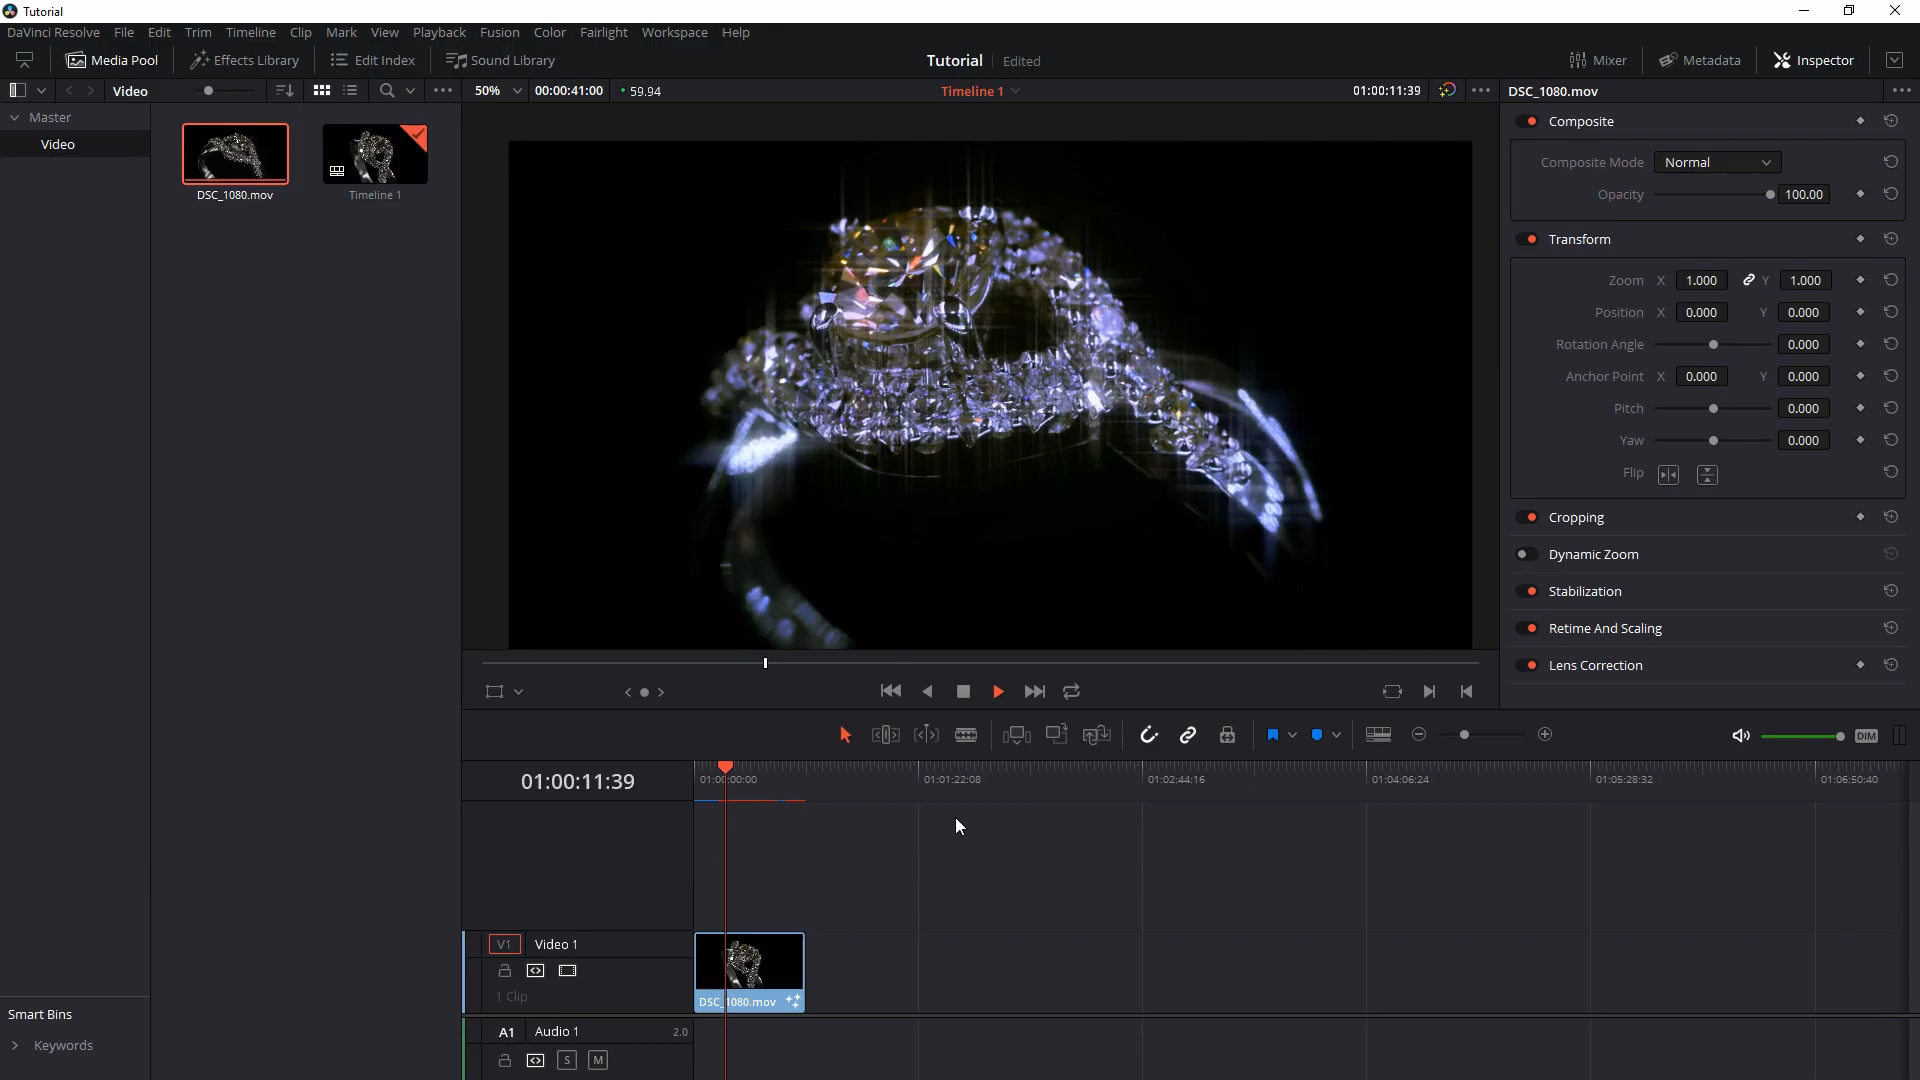 Tutorial
DaVinci Resolve File Edit Trim Timeline Clip Mark View Playback Fusion Color Fairlight Workspace Help
Media Pool Effects Library Edit Index Sound Library Tutorial Edited Mixer Metadata Inspector
Video 50% 00:00:41:00 59.94 Timeline 1 01:00:11:39 DSC_1080.mov
Master
Video
DSC_1080.mov
Timeline 1
Composite
Composite Mode Normal
Opacity 100.00
Transform
Zoom X 1.000 Y 1.000
Position X 0.000 Y 0.000
Rotation Angle 0.000
Anchor Point X 0.000 Y 0.000
Pitch 0.000
Yaw 0.000
Flip
Cropping
Dynamic Zoom
Stabilization
Retime And Scaling
Lens Correction
DIM
01:00:11:39
01:00:00:00 01:01:22:08 01:02:44:16 01:04:06:24 01:05:28:32 01:06:50:40
V1 Video 1
1 Clip
DSC_1080.mov
A1 Audio 1 2.0
S M
Smart Bins
Keywords